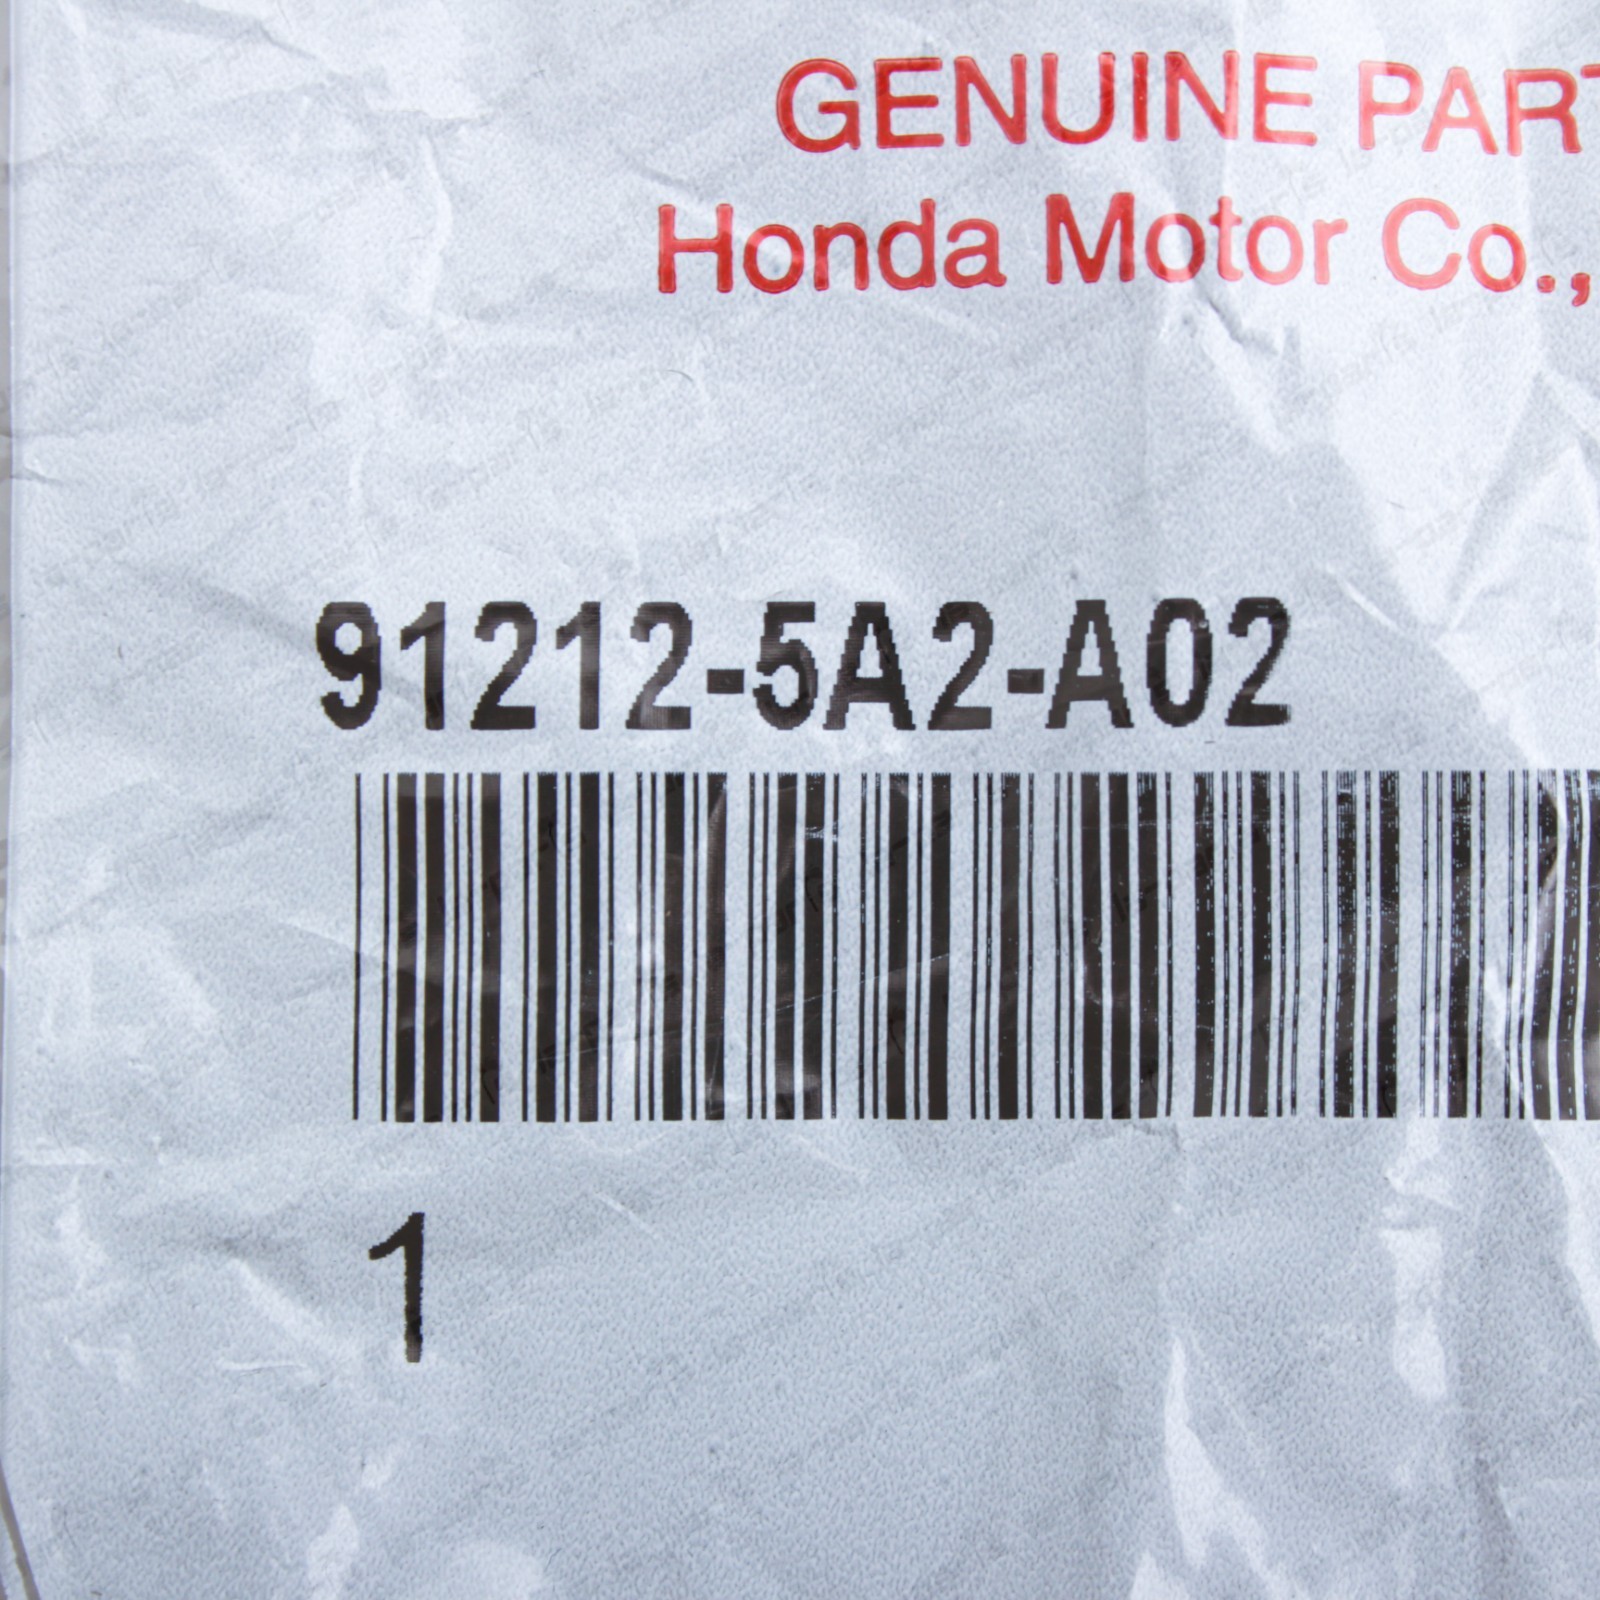 GENUINE PART
Honda Motor Co.,
91212-5A2-A02
1